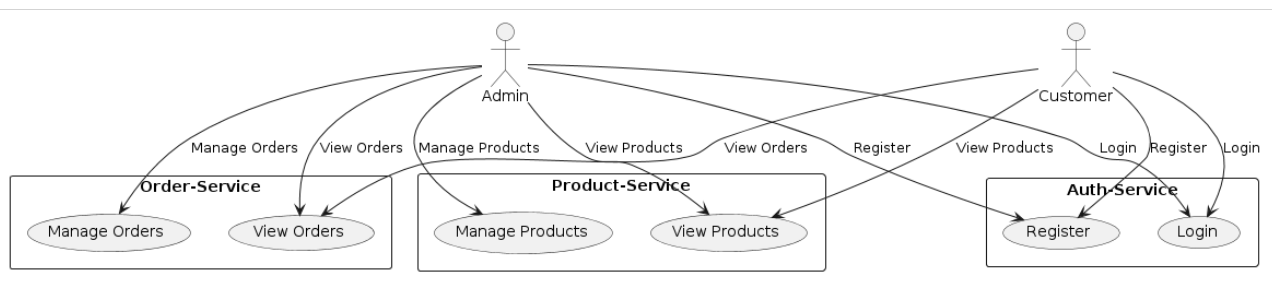 Admin
Customer
Manage Orders
View Orders
Manage Products
View Products
View Orders
Register
View Products
Login
Register
Login
Order-Service
Product-Service
Auth-Service
Manage Orders
View Orders
Manage Products
View Products
Register
Login